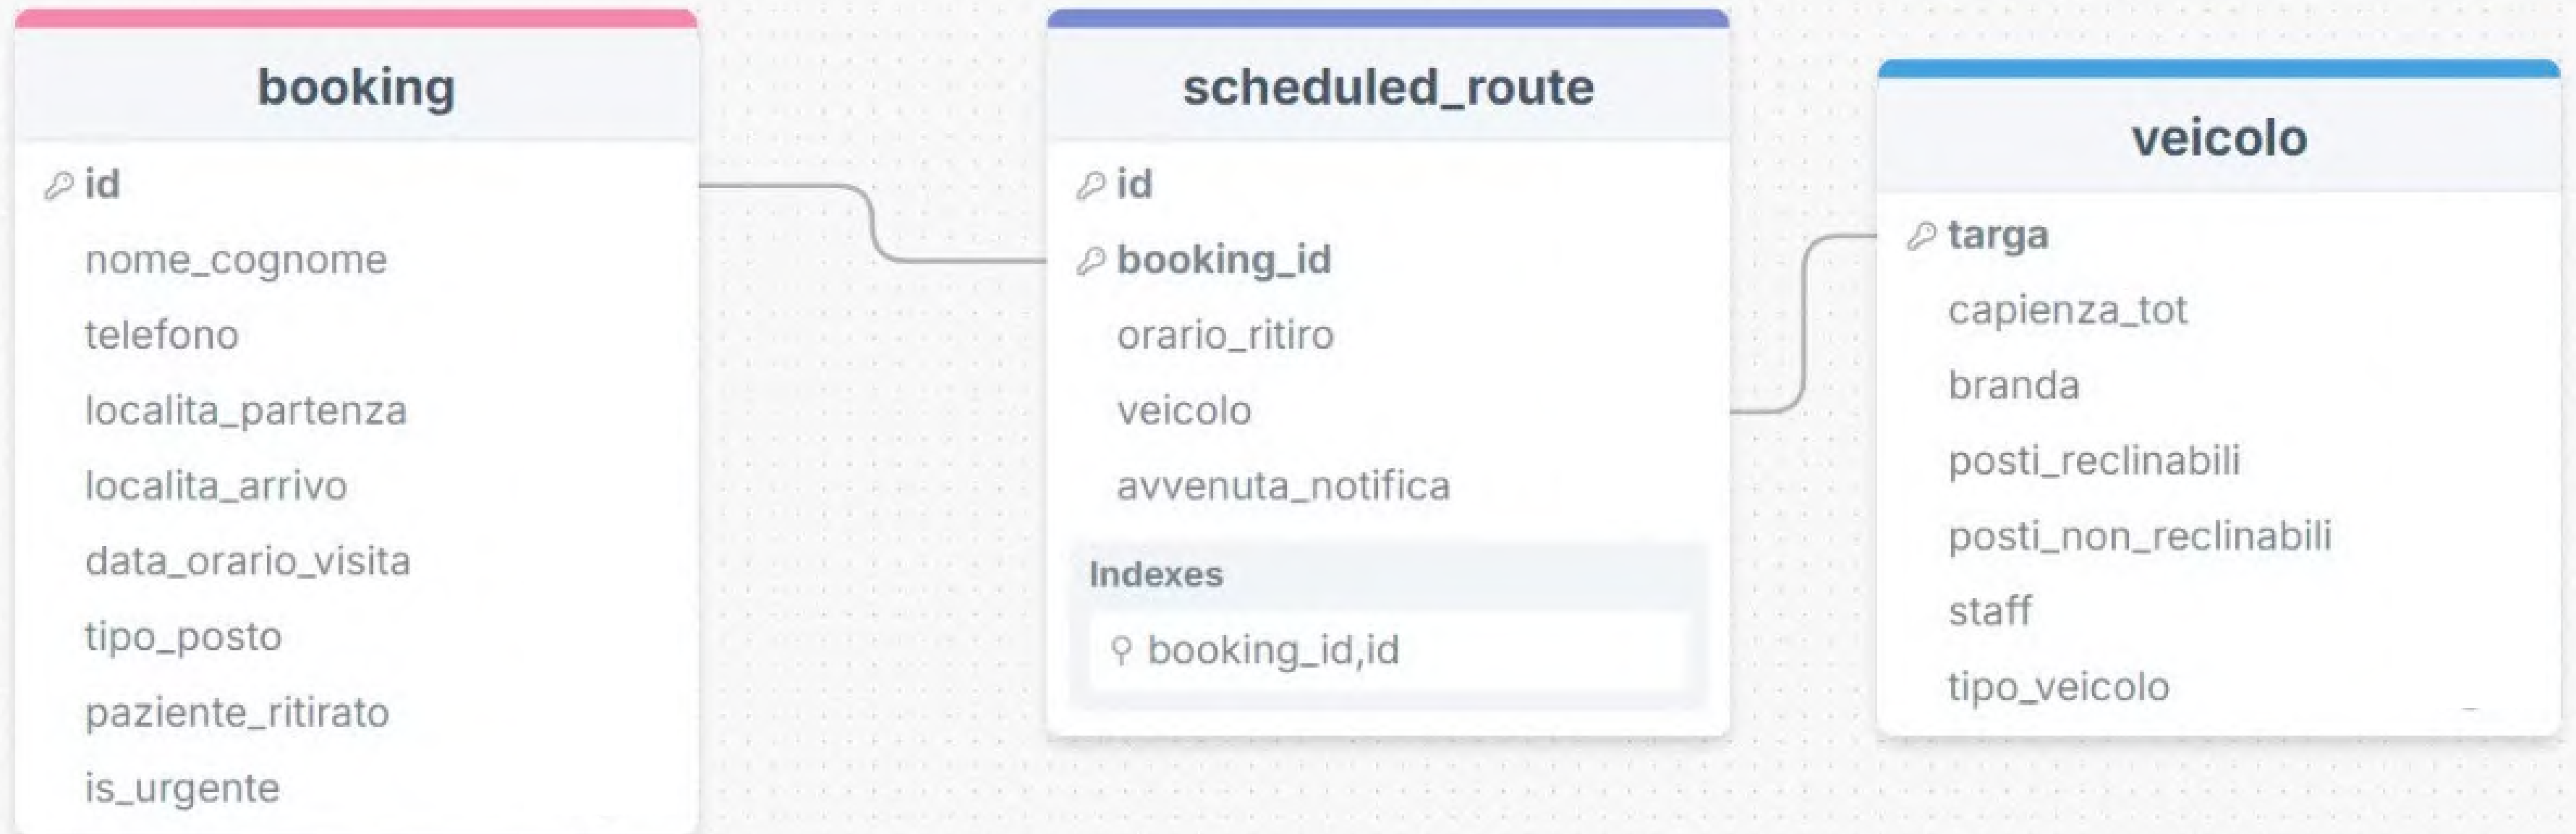 booking
id
nome_cognome
telefono
localita_partenza
localita_arrivo
data_orario_visita
tipo_posto
paziente_ritirato
is_urgente
scheduled_route
id
booking_id
orario_ritiro
veicolo
avvenuta_notifica
Indexes
booking_id,id
veicolo
targa
capienza_tot
branda
posti_reclinabili
posti_non_reclinabili
staff
tipo_veicolo